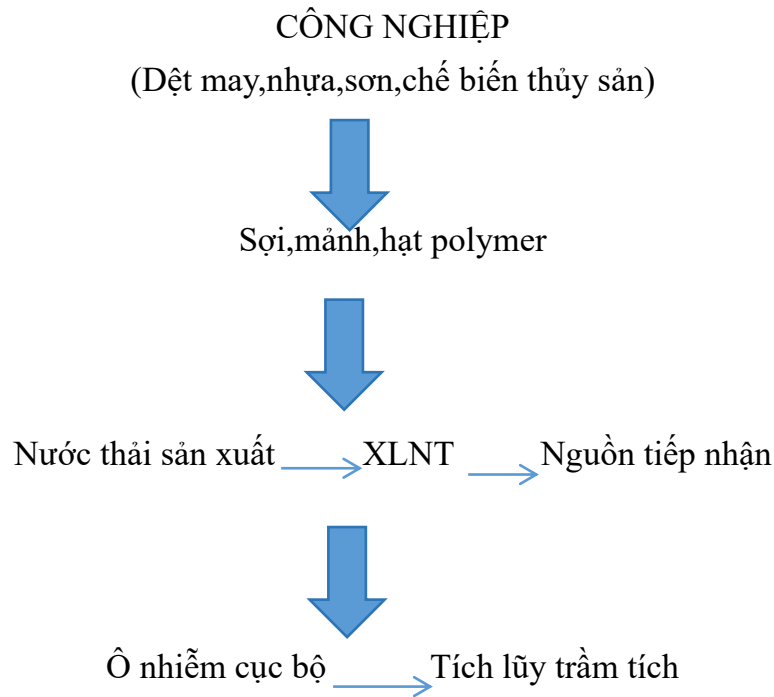 CÔNG NGHIỆP
(Dệt may,nhựa,sơn,chế biến thủy sản)
Sợi,mảnh,hạt polymer
Nước thải sản xuất XLNT Nguồn tiếp nhận
Ô nhiễm cục bộ Tích lũy trầm tích